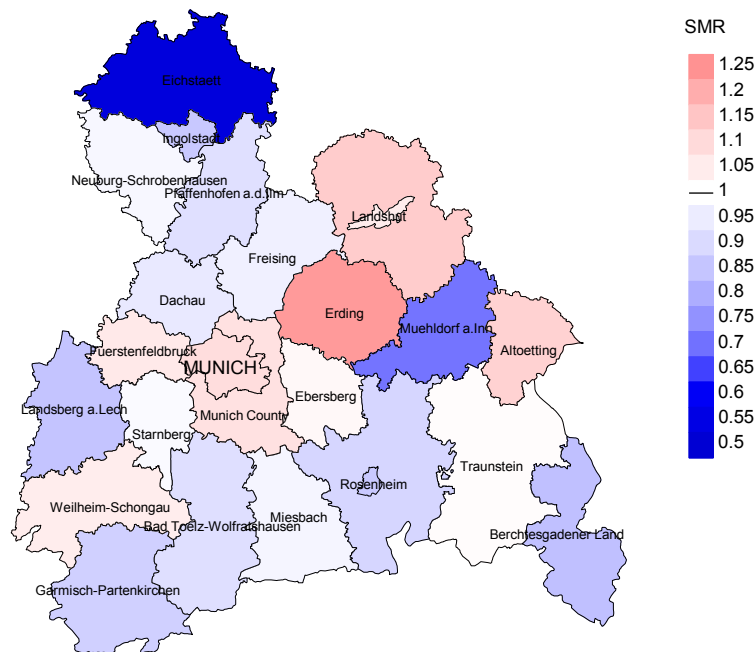 SMR
1.25
1.2
1.15
1.1
1.05
1
0.95
0.9
0.85
0.8
0.75
0.7
0.65
0.6
0.55
0.5
Eichstaett
Ingolstadt
Neuburg-Schrobenhausen
Pfaffenhofen a.d.Ilm
Landshut
Freising
Dachau
Erding
Muehldorf a.Inn
Altoetting
Fuerstenfeldbruck
MUNICH
Ebersberg
Landsberg a.Lech
Munich County
Starnberg
Traunstein
Rosenheim
Weilheim-Schongau
Miesbach
Bad Toelz-Wolfratshausen
Berchtesgadener Land
Garmisch-Partenkirchen